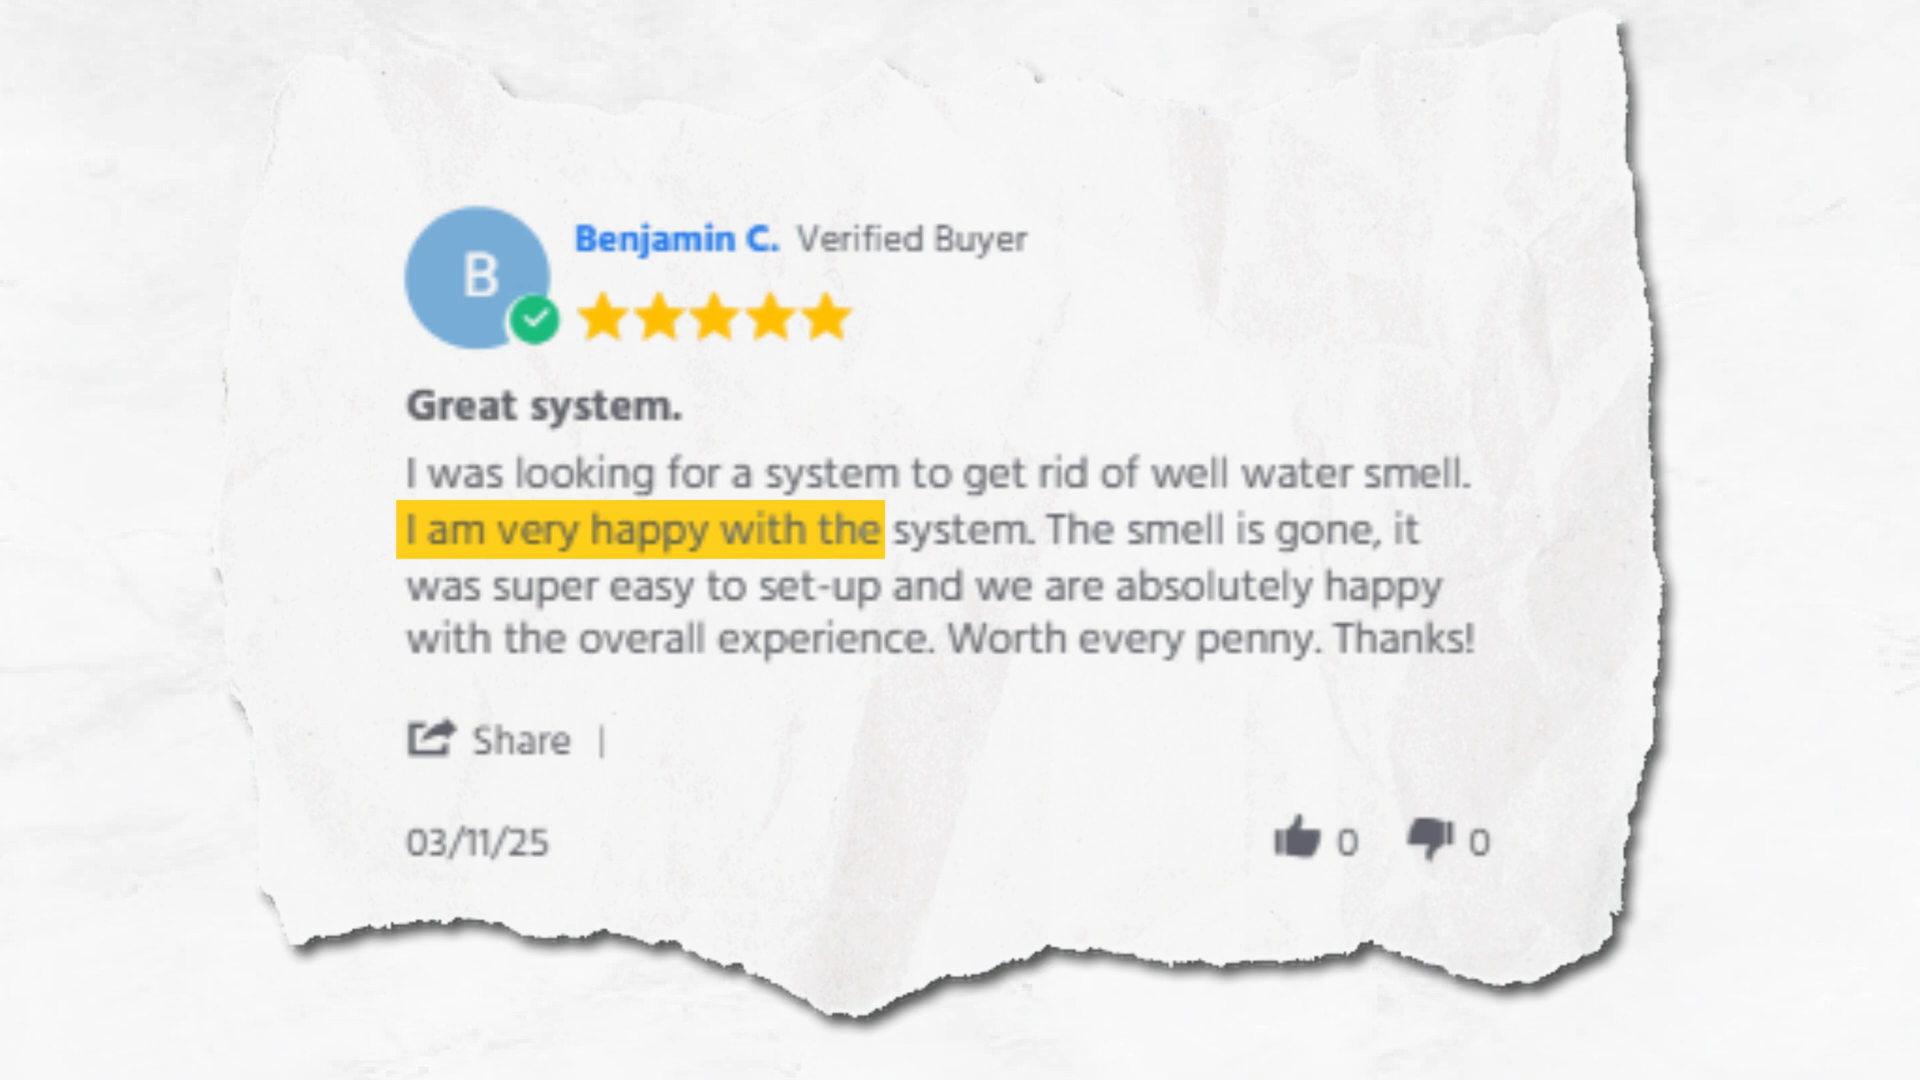 B
Benjamin C. Verified Buyer
Great system.
I was looking for a system to get rid of well water smell.
I am very happy with the system. The smell is gone, it
was super easy to set-up and we are absolutely happy
with the overall experience. Worth every penny. Thanks!
Share |
03/11/25 0 0